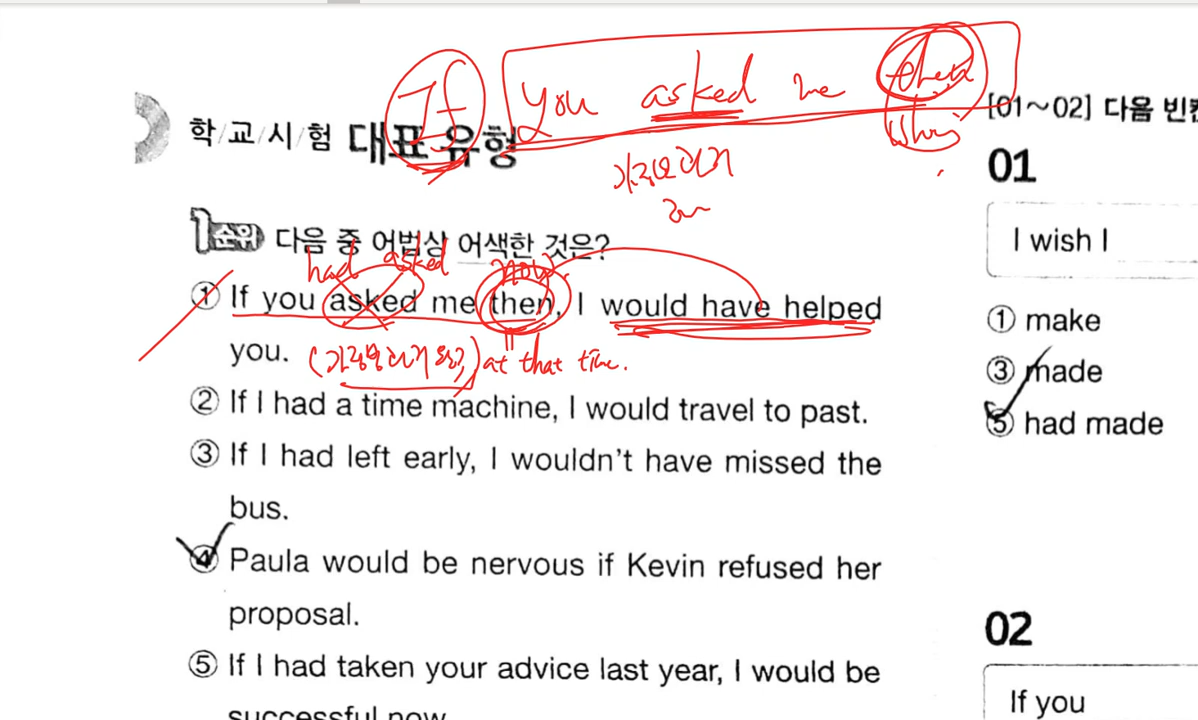 If you asked me then
why
학/교/시/험 대표 유형
1순위 다음 중 어법상 어색한 것은?
had asked now
① If you asked me then, I would have helped
you.
at that time.
② If I had a time machine, I would travel to past.
③ If I had left early, I wouldn't have missed the
bus.
④ Paula would be nervous if Kevin refused her
proposal.
⑤ If I had taken your advice last year, I would be
successful now.
[01~02] 다음 빈칸
01
I wish I
① make
③ made
⑤ had made
02
If you